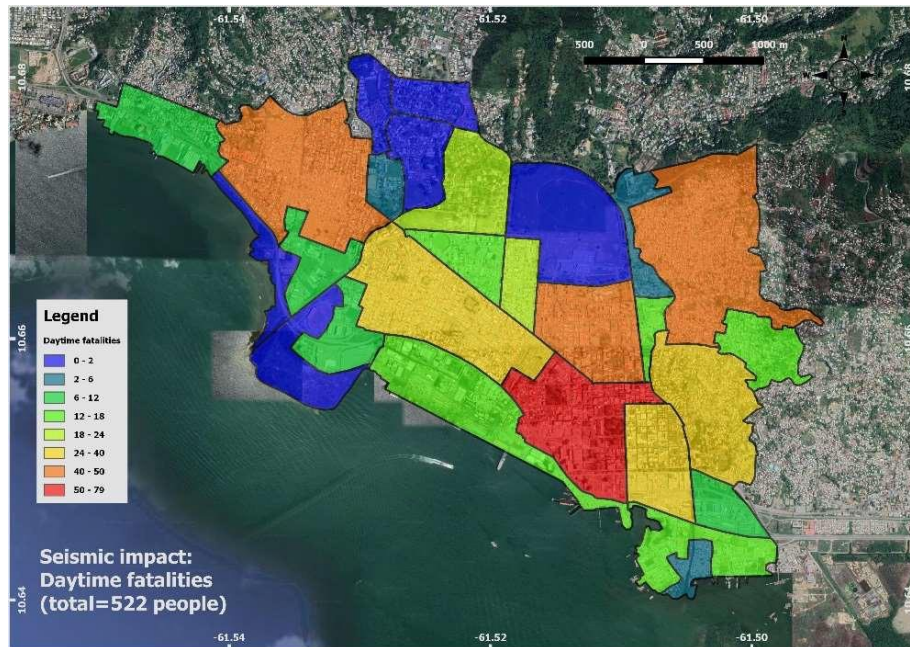 -61.54
-61.52
-61.50
500
0
500
1000 m
N
10.68
10.68
10.66
Legend
Daytime fatalities
0 - 2
2 - 6
6 - 12
12 - 18
18 - 24
24 - 40
40 - 50
50 - 79
Seismic impact:
Daytime fatalities
(total=522 people)
10.64
-61.54
-61.52
-61.50